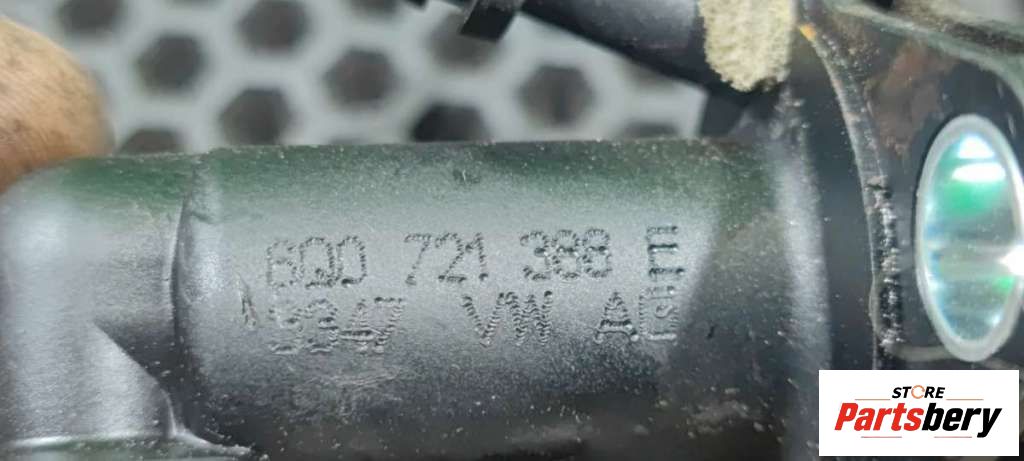 6Q0 721 388 E
VW AG
STORE
Partsbery